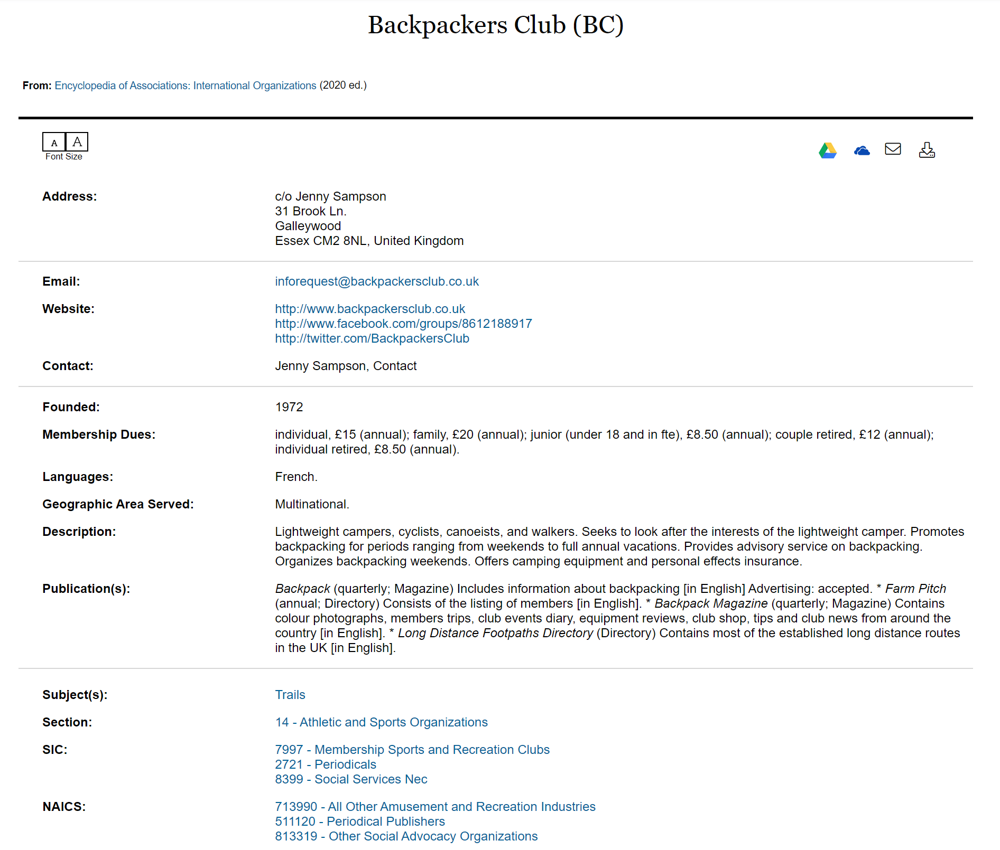 Backpackers Club (BC)
From: Encyclopedia of Associations: International Organizations (2020 ed.)
A A
Font Size
Address:
c/o Jenny Sampson
31 Brook Ln.
Galleywood
Essex CM2 8NL, United Kingdom
Email:
inforequest@backpackersclub.co.uk
Website:
http://www.backpackersclub.co.uk
http://www.facebook.com/groups/8612188917
http://twitter.com/BackpackersClub
Contact:
Jenny Sampson, Contact
Founded:
1972
Membership Dues:
individual, £15 (annual); family, £20 (annual); junior (under 18 and in fte), £8.50 (annual); couple retired, £12 (annual);
individual retired, £8.50 (annual).
Languages:
French.
Geographic Area Served:
Multinational.
Description:
Lightweight campers, cyclists, canoeists, and walkers. Seeks to look after the interests of the lightweight camper. Promotes
backpacking for periods ranging from weekends to full annual vacations. Provides advisory service on backpacking.
Organizes backpacking weekends. Offers camping equipment and personal effects insurance.
Publication(s):
Backpack (quarterly; Magazine) Includes information about backpacking [in English] Advertising: accepted. * Farm Pitch
(annual; Directory) Consists of the listing of members [in English]. * Backpack Magazine (quarterly; Magazine) Contains
colour photographs, members trips, club events diary, equipment reviews, club shop, tips and club news from around the
country [in English]. * Long Distance Footpaths Directory (Directory) Contains most of the established long distance routes
in the UK [in English].
Subject(s):
Trails
Section:
14 - Athletic and Sports Organizations
SIC:
7997 - Membership Sports and Recreation Clubs
2721 - Periodicals
8399 - Social Services Nec
NAICS:
713990 - All Other Amusement and Recreation Industries
511120 - Periodical Publishers
813319 - Other Social Advocacy Organizations